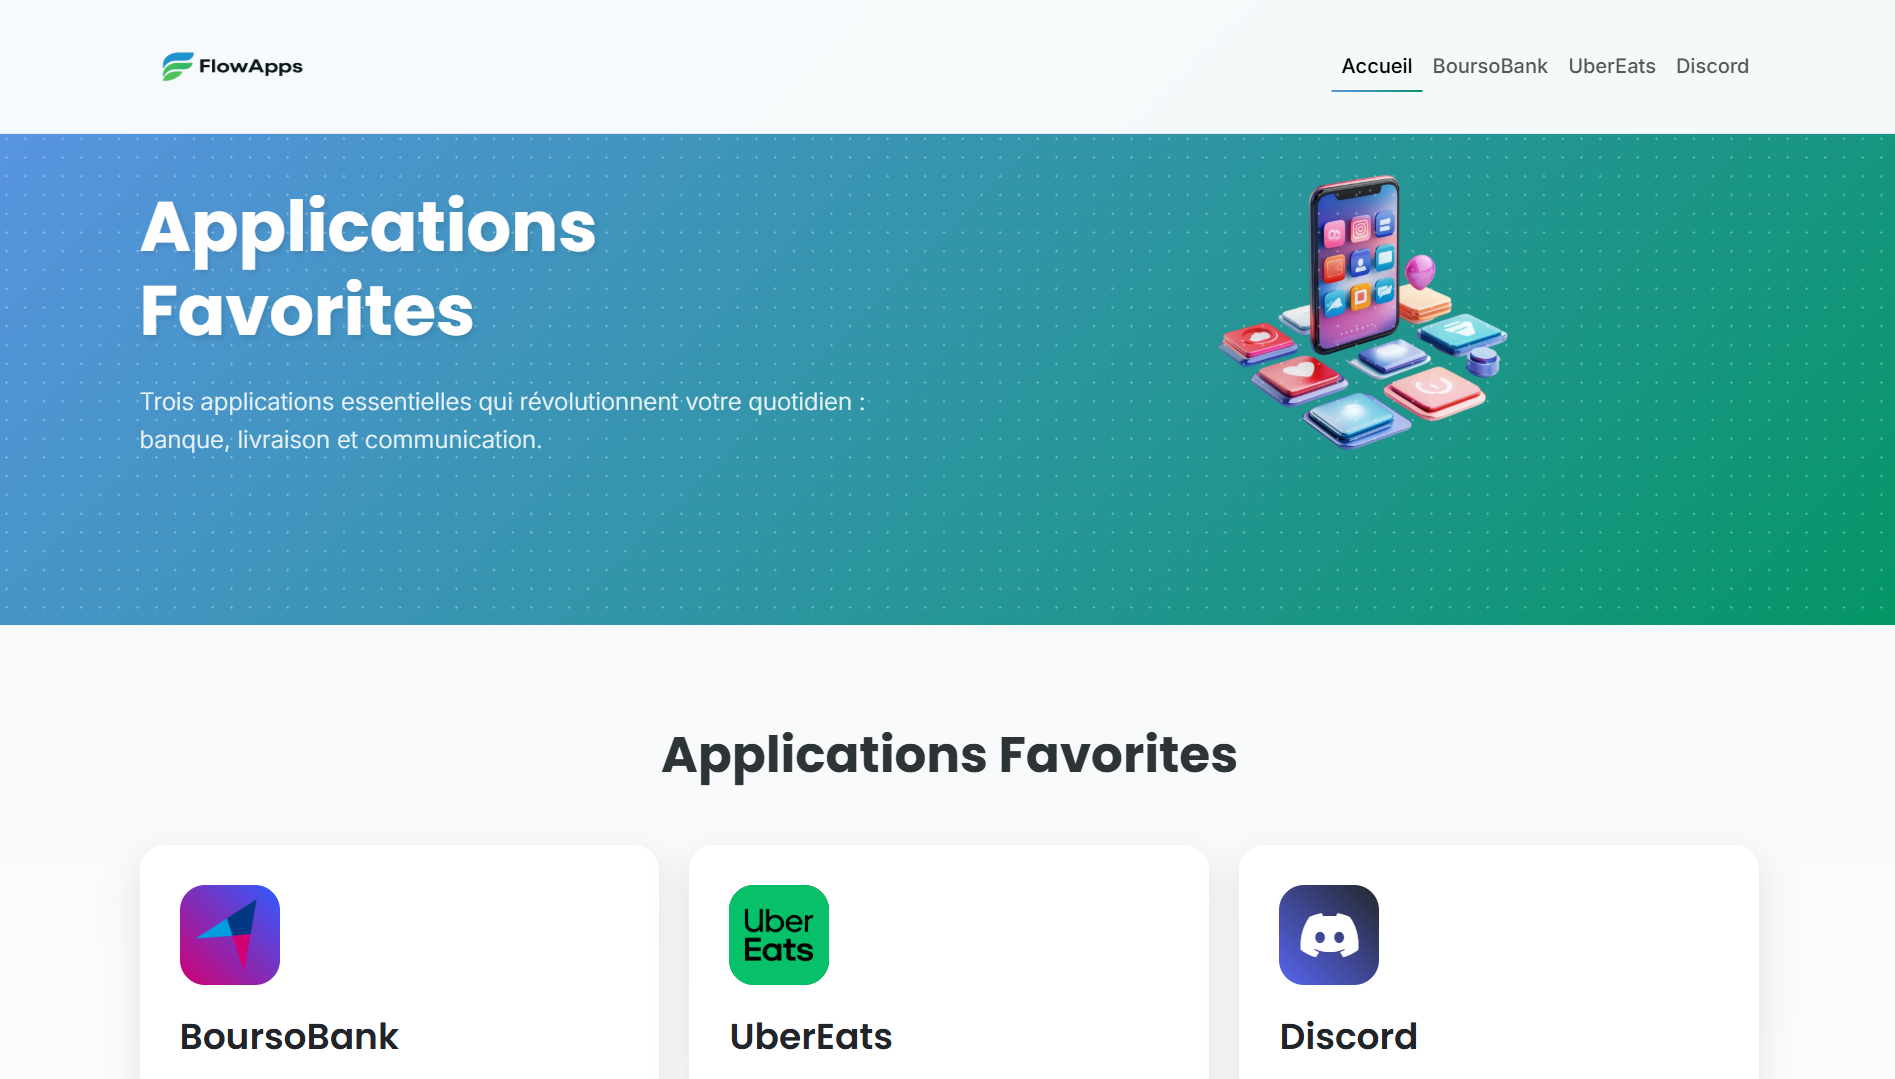 FlowApps
Accueil BoursoBank UberEats Discord
Applications
Favorites
Trois applications essentielles qui révolutionnent votre quotidien :
banque, livraison et communication.
Applications Favorites
Uber
Eats
BoursoBank
UberEats
Discord